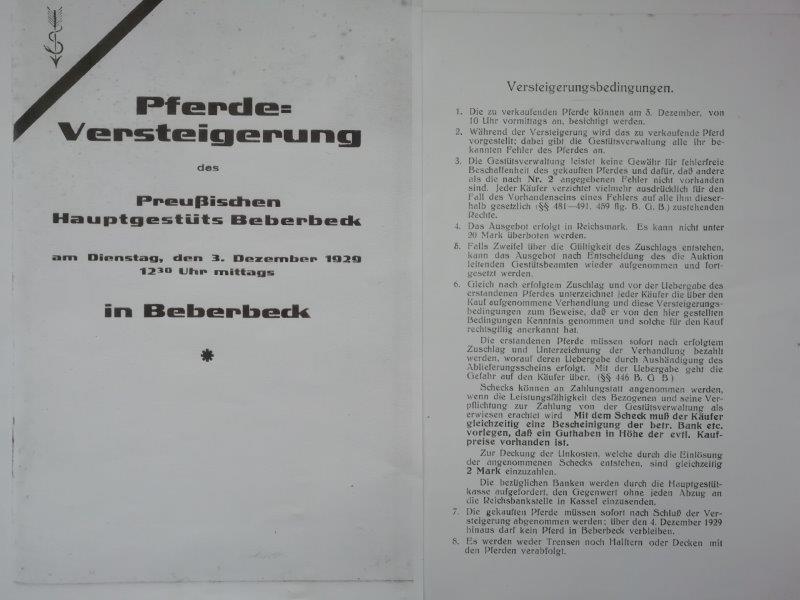 Pferde=
Versteigerung
des
Preußischen
Hauptgestüts Beberbeck
am Dienstag, den 3. Dezember 1929
12³⁰ Uhr mittags
in Beberbeck
*
Versteigerungsbedingungen.
1. Die zu verkaufenden Pferde können am 3. Dezember, von
10 Uhr vormittags an, besichtigt werden.
2. Während der Versteigerung wird das zu verkaufende Pferd
vorgestellt; dabei gibt die Gestütsverwaltung alle ihr be-
kannten Fehler des Pferdes an.
3. Die Gestütsverwaltung leistet keine Gewähr für fehlerfreie
Beschaffenheit des gekauften Pferdes und dafür, daß andere
als die nach Nr. 2 angegebenen Fehler nicht vorhanden
sind. Jeder Käufer verzichtet vielmehr ausdrücklich für den
Fall des Vorhandenseins eines Fehlers auf alle ihm dieser-
halb gesetzlich (§§ 481—491, 459 flg. B. G. B.) zustehenden
Rechte.
4. Das Ausgebot erfolgt in Reichsmark. Es kann nicht unter
20 Mark überboten werden.
5. Falls Zweifel über die Gültigkeit des Zuschlags entstehen,
kann das Ausgebot nach Entscheidung des die Auktion
leitenden Gestütsbeamten wieder aufgenommen und fort-
gesetzt werden.
6. Gleich nach erfolgtem Zuschlag und vor der Uebergabe des
erstandenen Pferdes unterzeichnet jeder Käufer die über den
Kauf aufgenommene Verhandlung und diese Versteigerungs-
bedingungen zum Beweise, daß er von den hier gestellten
Bedingungen Kenntnis genommen und solche für den Kauf
rechtsgiltig anerkannt hat.
Die erstandenen Pferde müssen sofort nach erfolgtem
Zuschlag und Unterzeichnung der Verhandlung bezahlt
werden, worauf deren Uebergabe durch Aushändigung des
Ablieferungsscheins erfolgt. Mit der Uebergabe geht die
Gefahr auf den Käufer über. (§§ 446 B. G B)
Schecks können an Zahlungstatt angenommen werden,
wenn die Leistungsfähigkeit des Bezogenen und seine Ver-
pflichtung zur Zahlung von der Gestütsverwaltung als
erwiesen erachtet wird Mit dem Scheck muß der Käufer
gleichzeitig eine Bescheinigung der betr. Bank etc.
vorlegen, daß ein Guthaben in Höhe der evtl. Kauf-
preise vorhanden ist.
Zur Deckung der Unkosten, welche durch die Einlösung
der angenommenen Schecks entstehen, sind gleichzeitig
2 Mark einzuzahlen.
Die bezüglichen Banken werden durch die Hauptgestüt-
kasse aufgefordert, den Gegenwert ohne jeden Abzug an
die Reichsbankstelle in Kassel einzusenden.
7. Die gekauften Pferde müssen sofort nach Schluß der Ver-
steigerung abgenommen werden; über den 4. Dezember 1929
hinaus darf kein Pferd in Beberbeck verbleiben.
8. Es werden weder Trensen noch Halftern oder Decken mit
den Pferden verabfolgt.